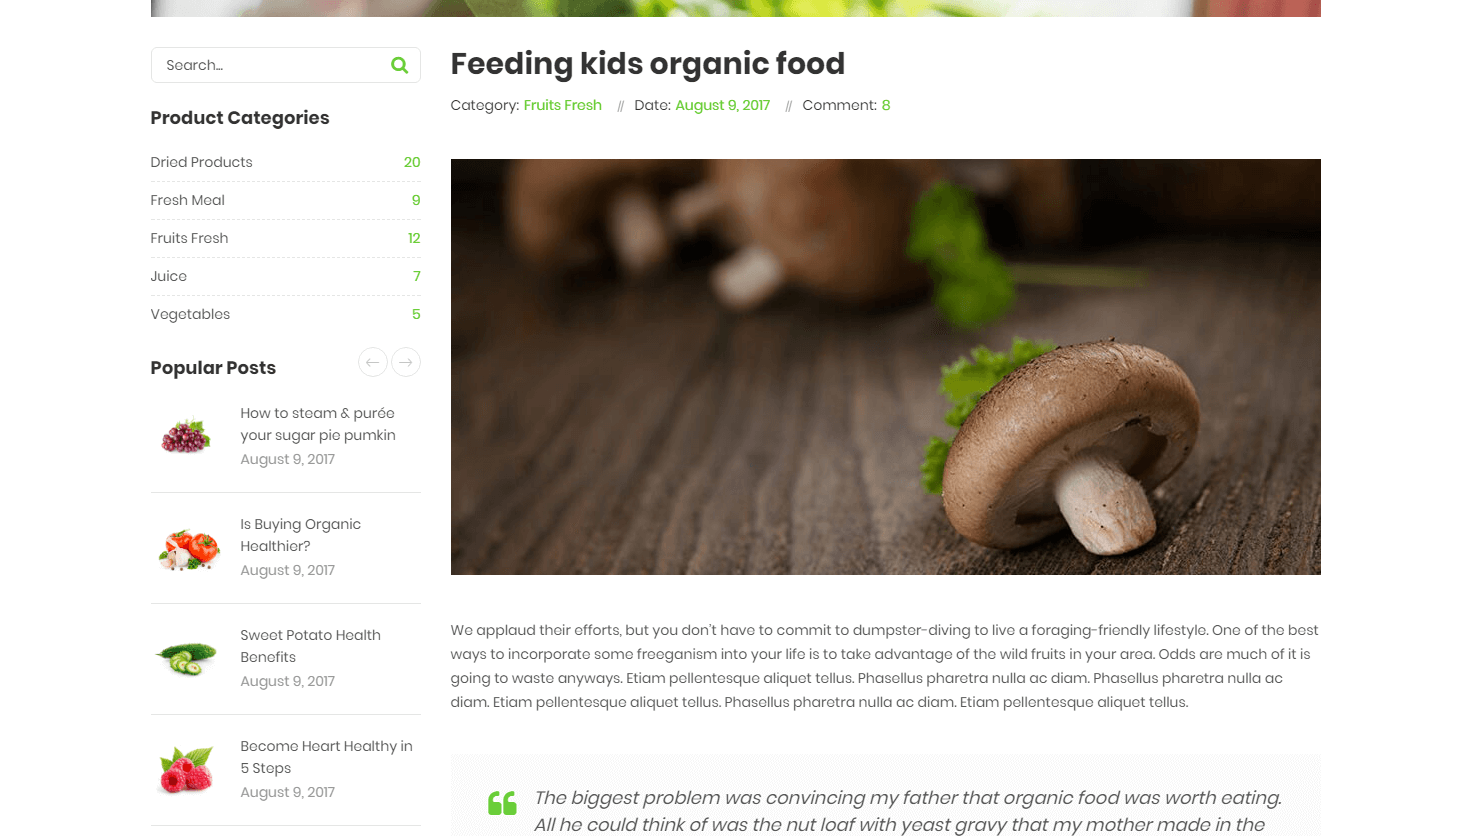 Search...
Product Categories
Dried Products 20
Fresh Meal 9
Fruits Fresh 12
Juice 7
Vegetables 5
Popular Posts
How to steam & purée
your sugar pie pumkin
August 9, 2017
Is Buying Organic
Healthier?
August 9, 2017
Sweet Potato Health
Benefits
August 9, 2017
Become Heart Healthy in
5 Steps
August 9, 2017
Feeding kids organic food
Category: Fruits Fresh // Date: August 9, 2017 // Comment: 8
We applaud their efforts, but you don't have to commit to dumpster-diving to live a foraging-friendly lifestyle. One of the best
ways to incorporate some freeganism into your life is to take advantage of the wild fruits in your area. Odds are much of it is
going to waste anyways. Etiam pellentesque aliquet tellus. Phasellus pharetra nulla ac diam. Phasellus pharetra nulla ac
diam. Etiam pellentesque aliquet tellus. Phasellus pharetra nulla ac diam. Etiam pellentesque aliquet tellus.
The biggest problem was convincing my father that organic food was worth eating.
All he could think of was the nut loaf with yeast gravy that my mother made in the